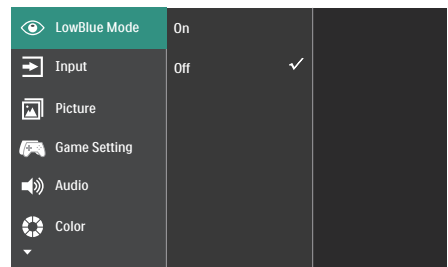 LowBlue Mode
On
Input
Off
Picture
Game Setting
Audio
Color